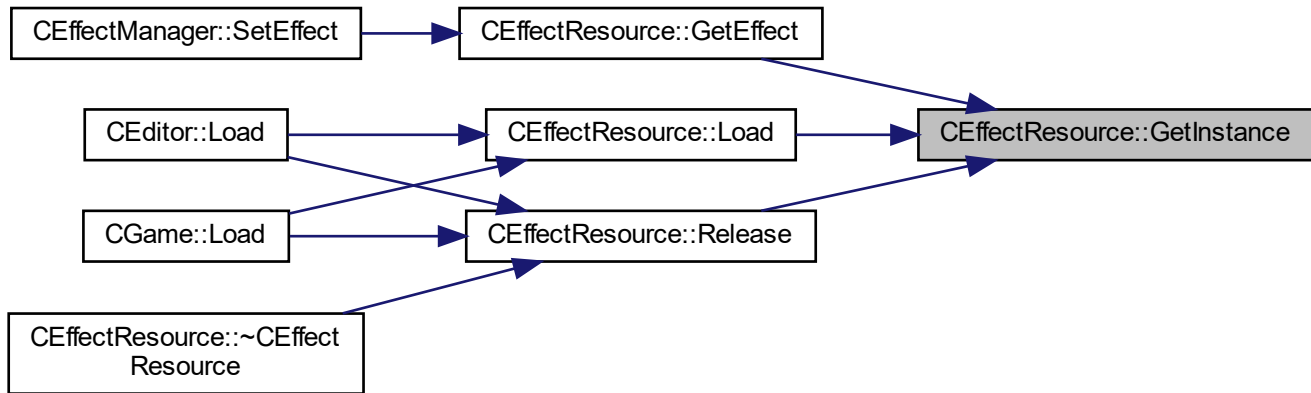 CEffectManager::SetEffect
CEffectResource::GetEffect
CEditor::Load
CEffectResource::Load
CEffectResource::GetInstance
CGame::Load
CEffectResource::Release
CEffectResource::~CEffect
Resource